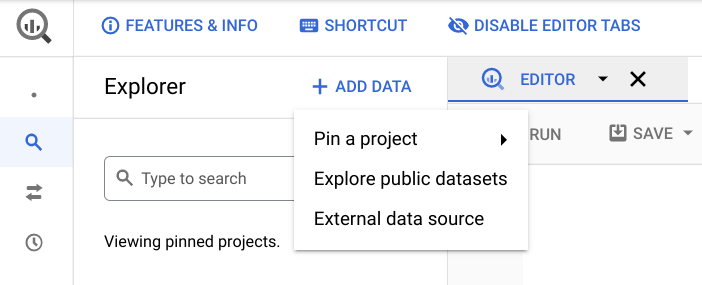 FEATURES & INFO
SHORTCUT
DISABLE EDITOR TABS
Explorer
+ ADD DATA
EDITOR
Pin a project
Explore public datasets
External data source
RUN
SAVE
Type to search
Viewing pinned projects.